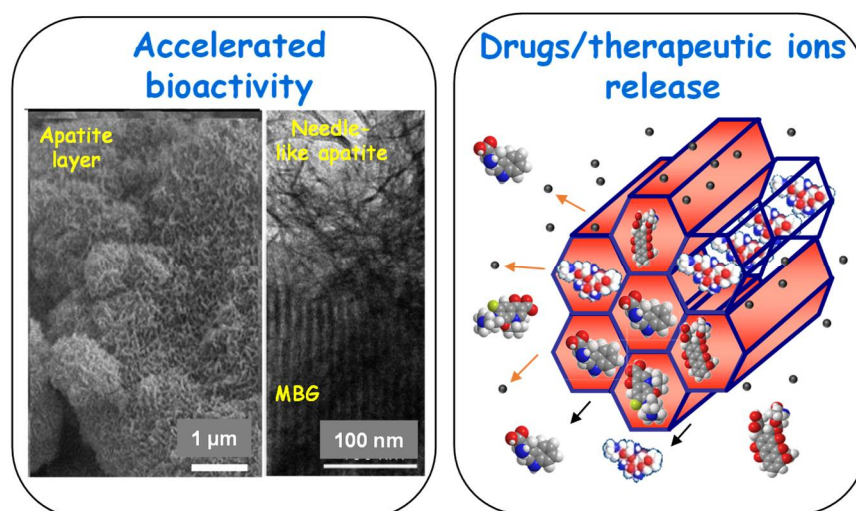 Accelerated
bioactivity
Apatite
layer
1 µm
Needle-
like apatite
MBG
100 nm
Drugs/therapeutic ions
release